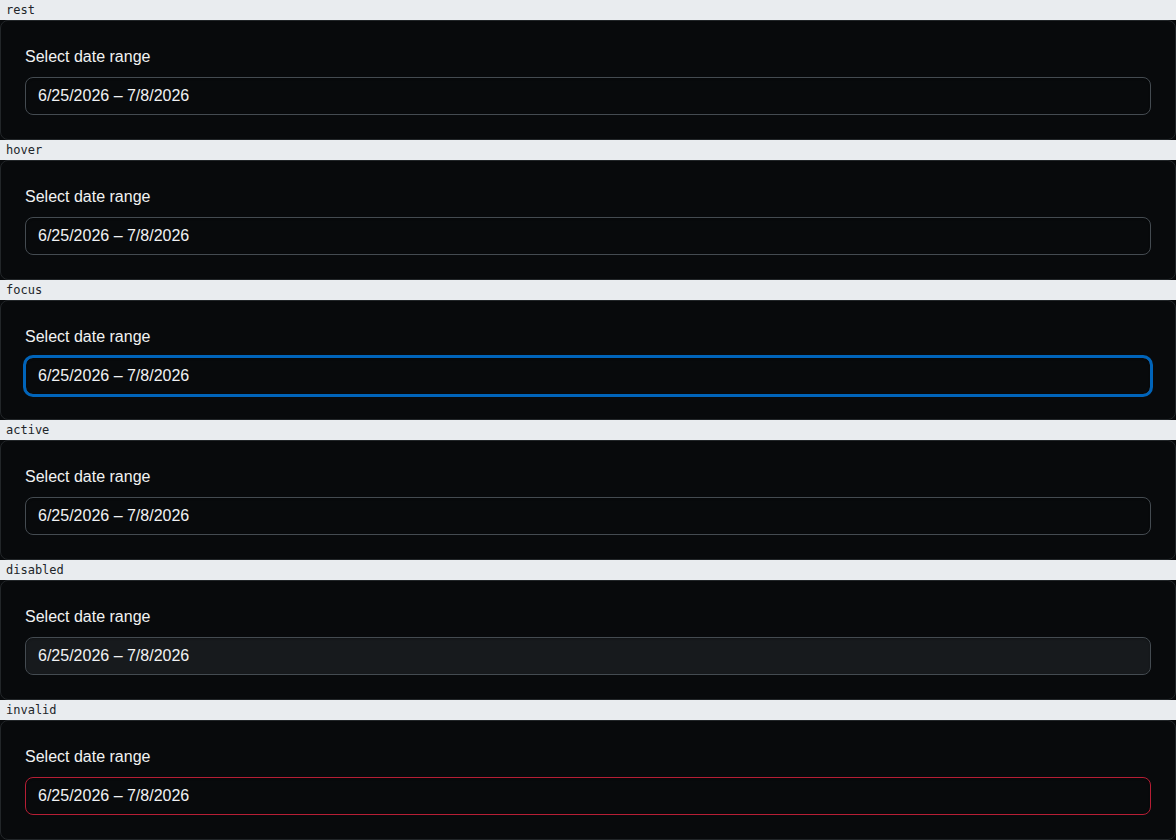 rest
Select date range
6/25/2026 – 7/8/2026
hover
Select date range
6/25/2026 – 7/8/2026
focus
Select date range
6/25/2026 – 7/8/2026
active
Select date range
6/25/2026 – 7/8/2026
disabled
Select date range
6/25/2026 – 7/8/2026
invalid
Select date range
6/25/2026 – 7/8/2026